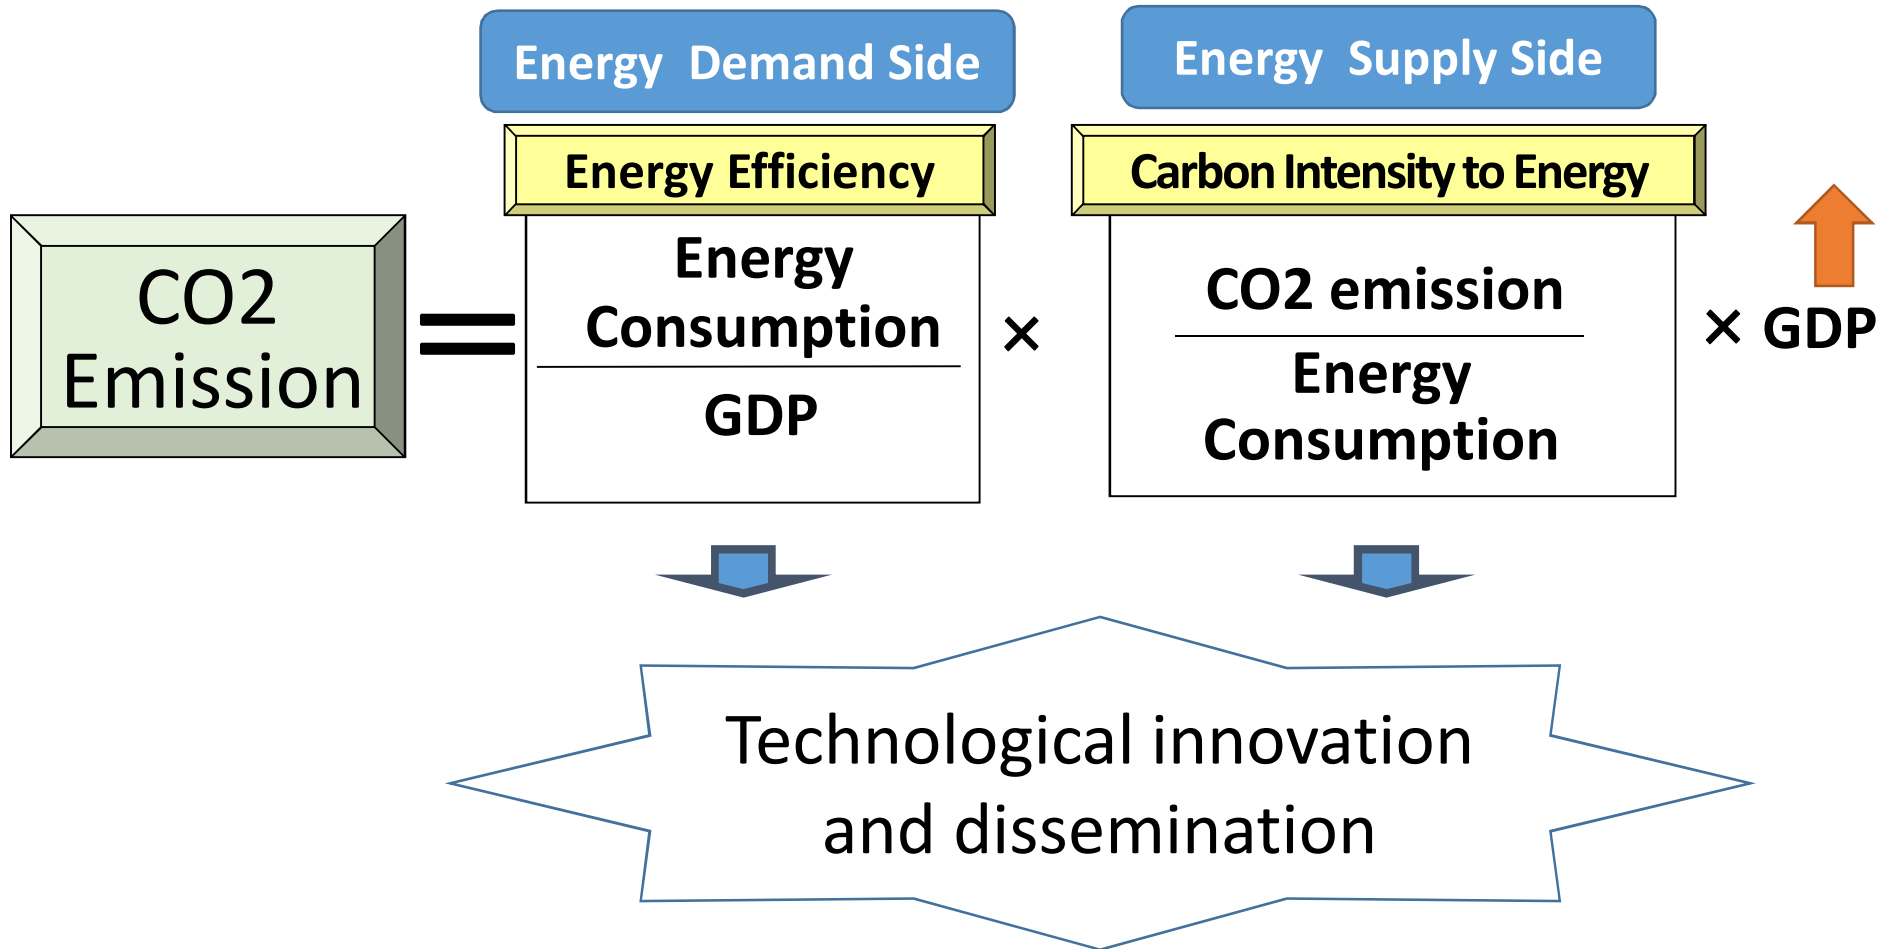 Energy Demand Side
Energy Supply Side
Energy Efficiency
Carbon Intensity to Energy
CO2
Emission
=
Energy
Consumption
GDP
×
CO2 emission
Energy
Consumption
× GDP
Technological innovation
and dissemination